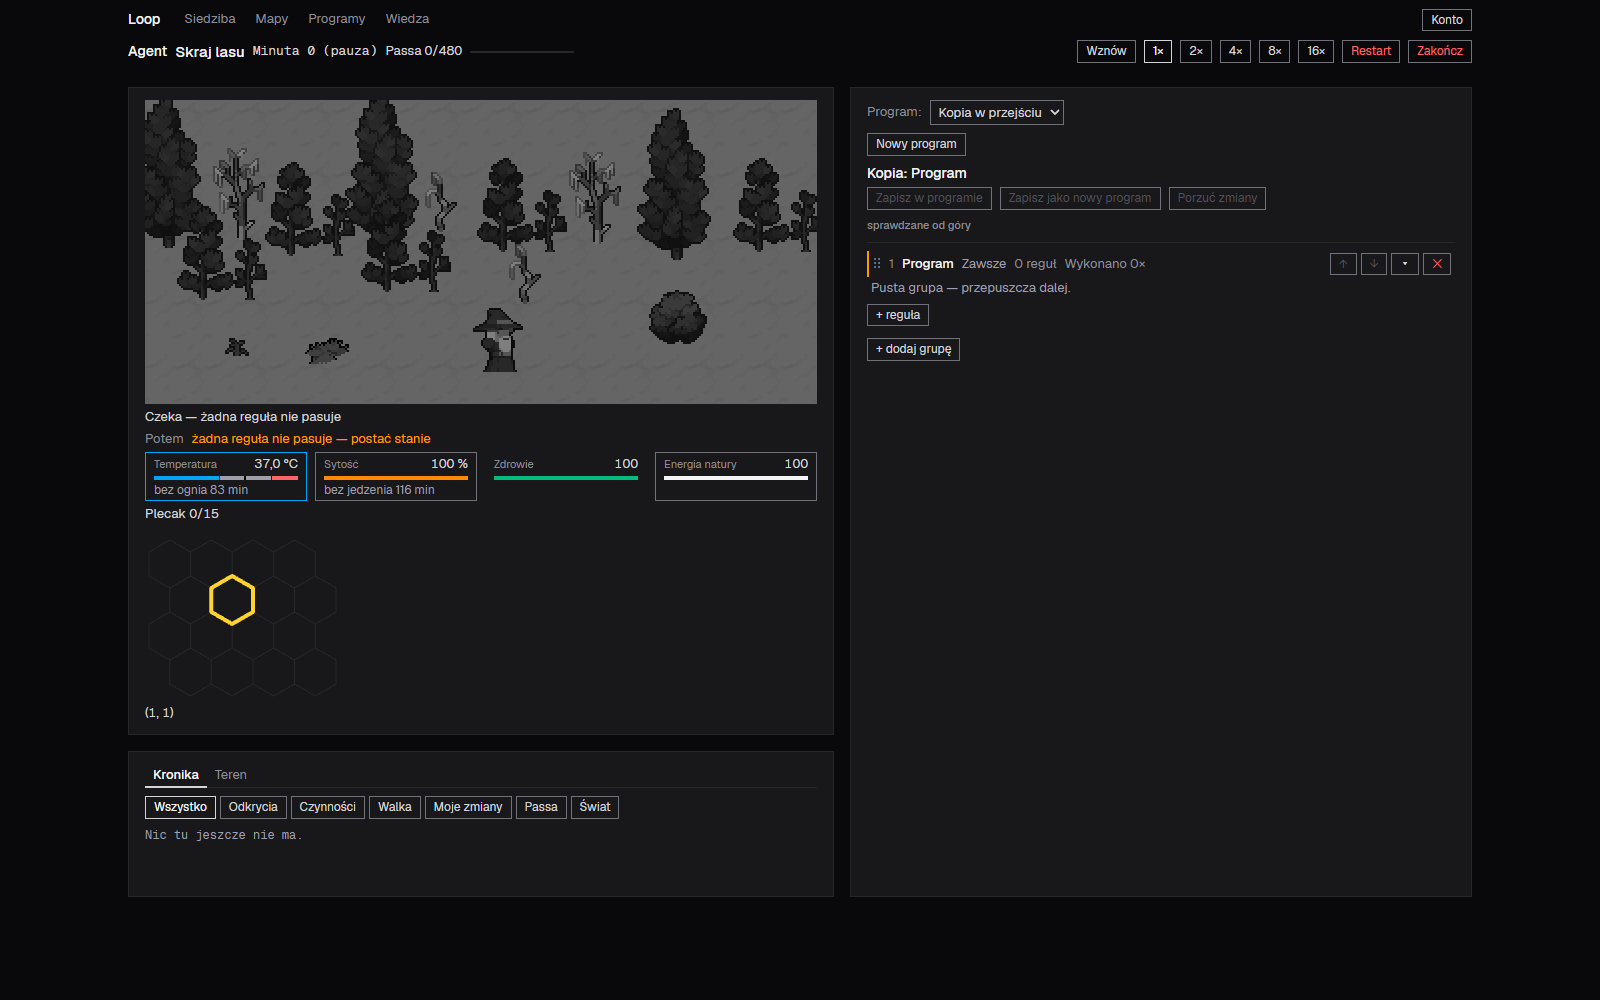 Loop Siedziba Mapy Programy Wiedza Konto
Agent Skraj lasu Minuta 0 (pauza) Passa 0/480 Wznów 1× 2× 4× 8× 16× Restart Zakończ
Program: Kopia w przejściu
Nowy program
Kopia: Program
Zapisz w programie Zapisz jako nowy program Porzuć zmiany
sprawdzane od góry
1 Program Zawsze 0 reguł Wykonano 0×
Pusta grupa — przepuszcza dalej.
+ reguła
+ dodaj grupę
Czeka — żadna reguła nie pasuje
Potem żadna reguła nie pasuje — postać stanie
Temperatura 37,0 °C Sytość 100 % Zdrowie 100 Energia natury 100
bez ognia 83 min bez jedzenia 116 min
Plecak 0/15
(1, 1)
Kronika Teren
Wszystko Odkrycia Czynności Walka Moje zmiany Passa Świat
Nic tu jeszcze nie ma.